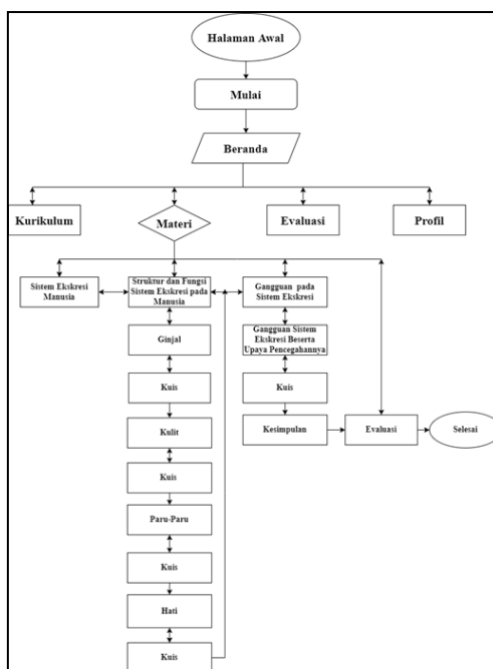 Halaman Awal
Mulai
Beranda
Kurikulum
Materi
Evaluasi
Profil
Sistem Ekskresi
Manusia
Struktur dan Fungsi
Sistem Ekskresi pada
Manusia
Gangguan pada
Sistem Ekskresi
Ginjal
Gangguan Sistem
Ekskresi Beserta
Upaya Pencegahannya
Kuis
Kuis
Kulit
Kesimpulan
Evaluasi
Selesai
Kuis
Paru-Paru
Kuis
Hati
Kuis